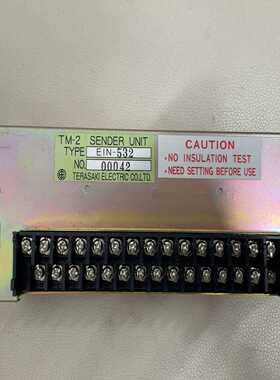 TM-2 SENDER UNIT
TYPE EIN-532
NO. 00042
TERASAKI ELECTRIC CO.LTD.
CAUTION
• NO INSULATION TEST
• NEED SETTING BEFORE USE